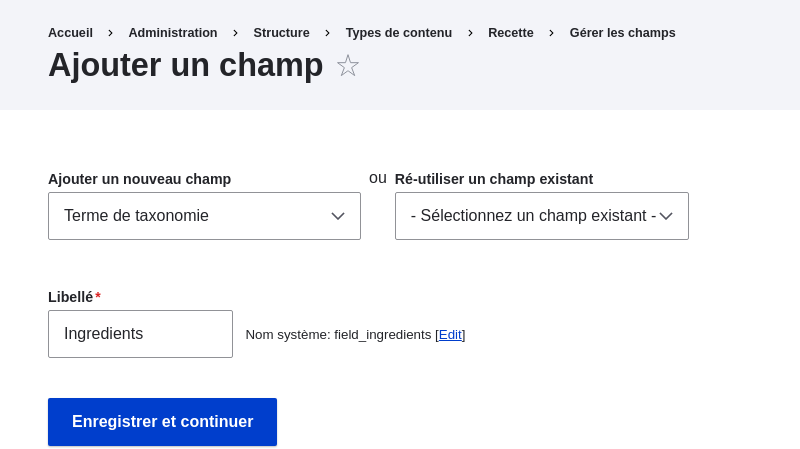 Accueil > Administration > Structure > Types de contenu > Recette > Gérer les champs
Ajouter un champ
Ajouter un nouveau champ ou Ré-utiliser un champ existant
Terme de taxonomie - Sélectionnez un champ existant -
Libellé*
Ingredients Nom système: field_ingredients [Edit]
Enregistrer et continuer